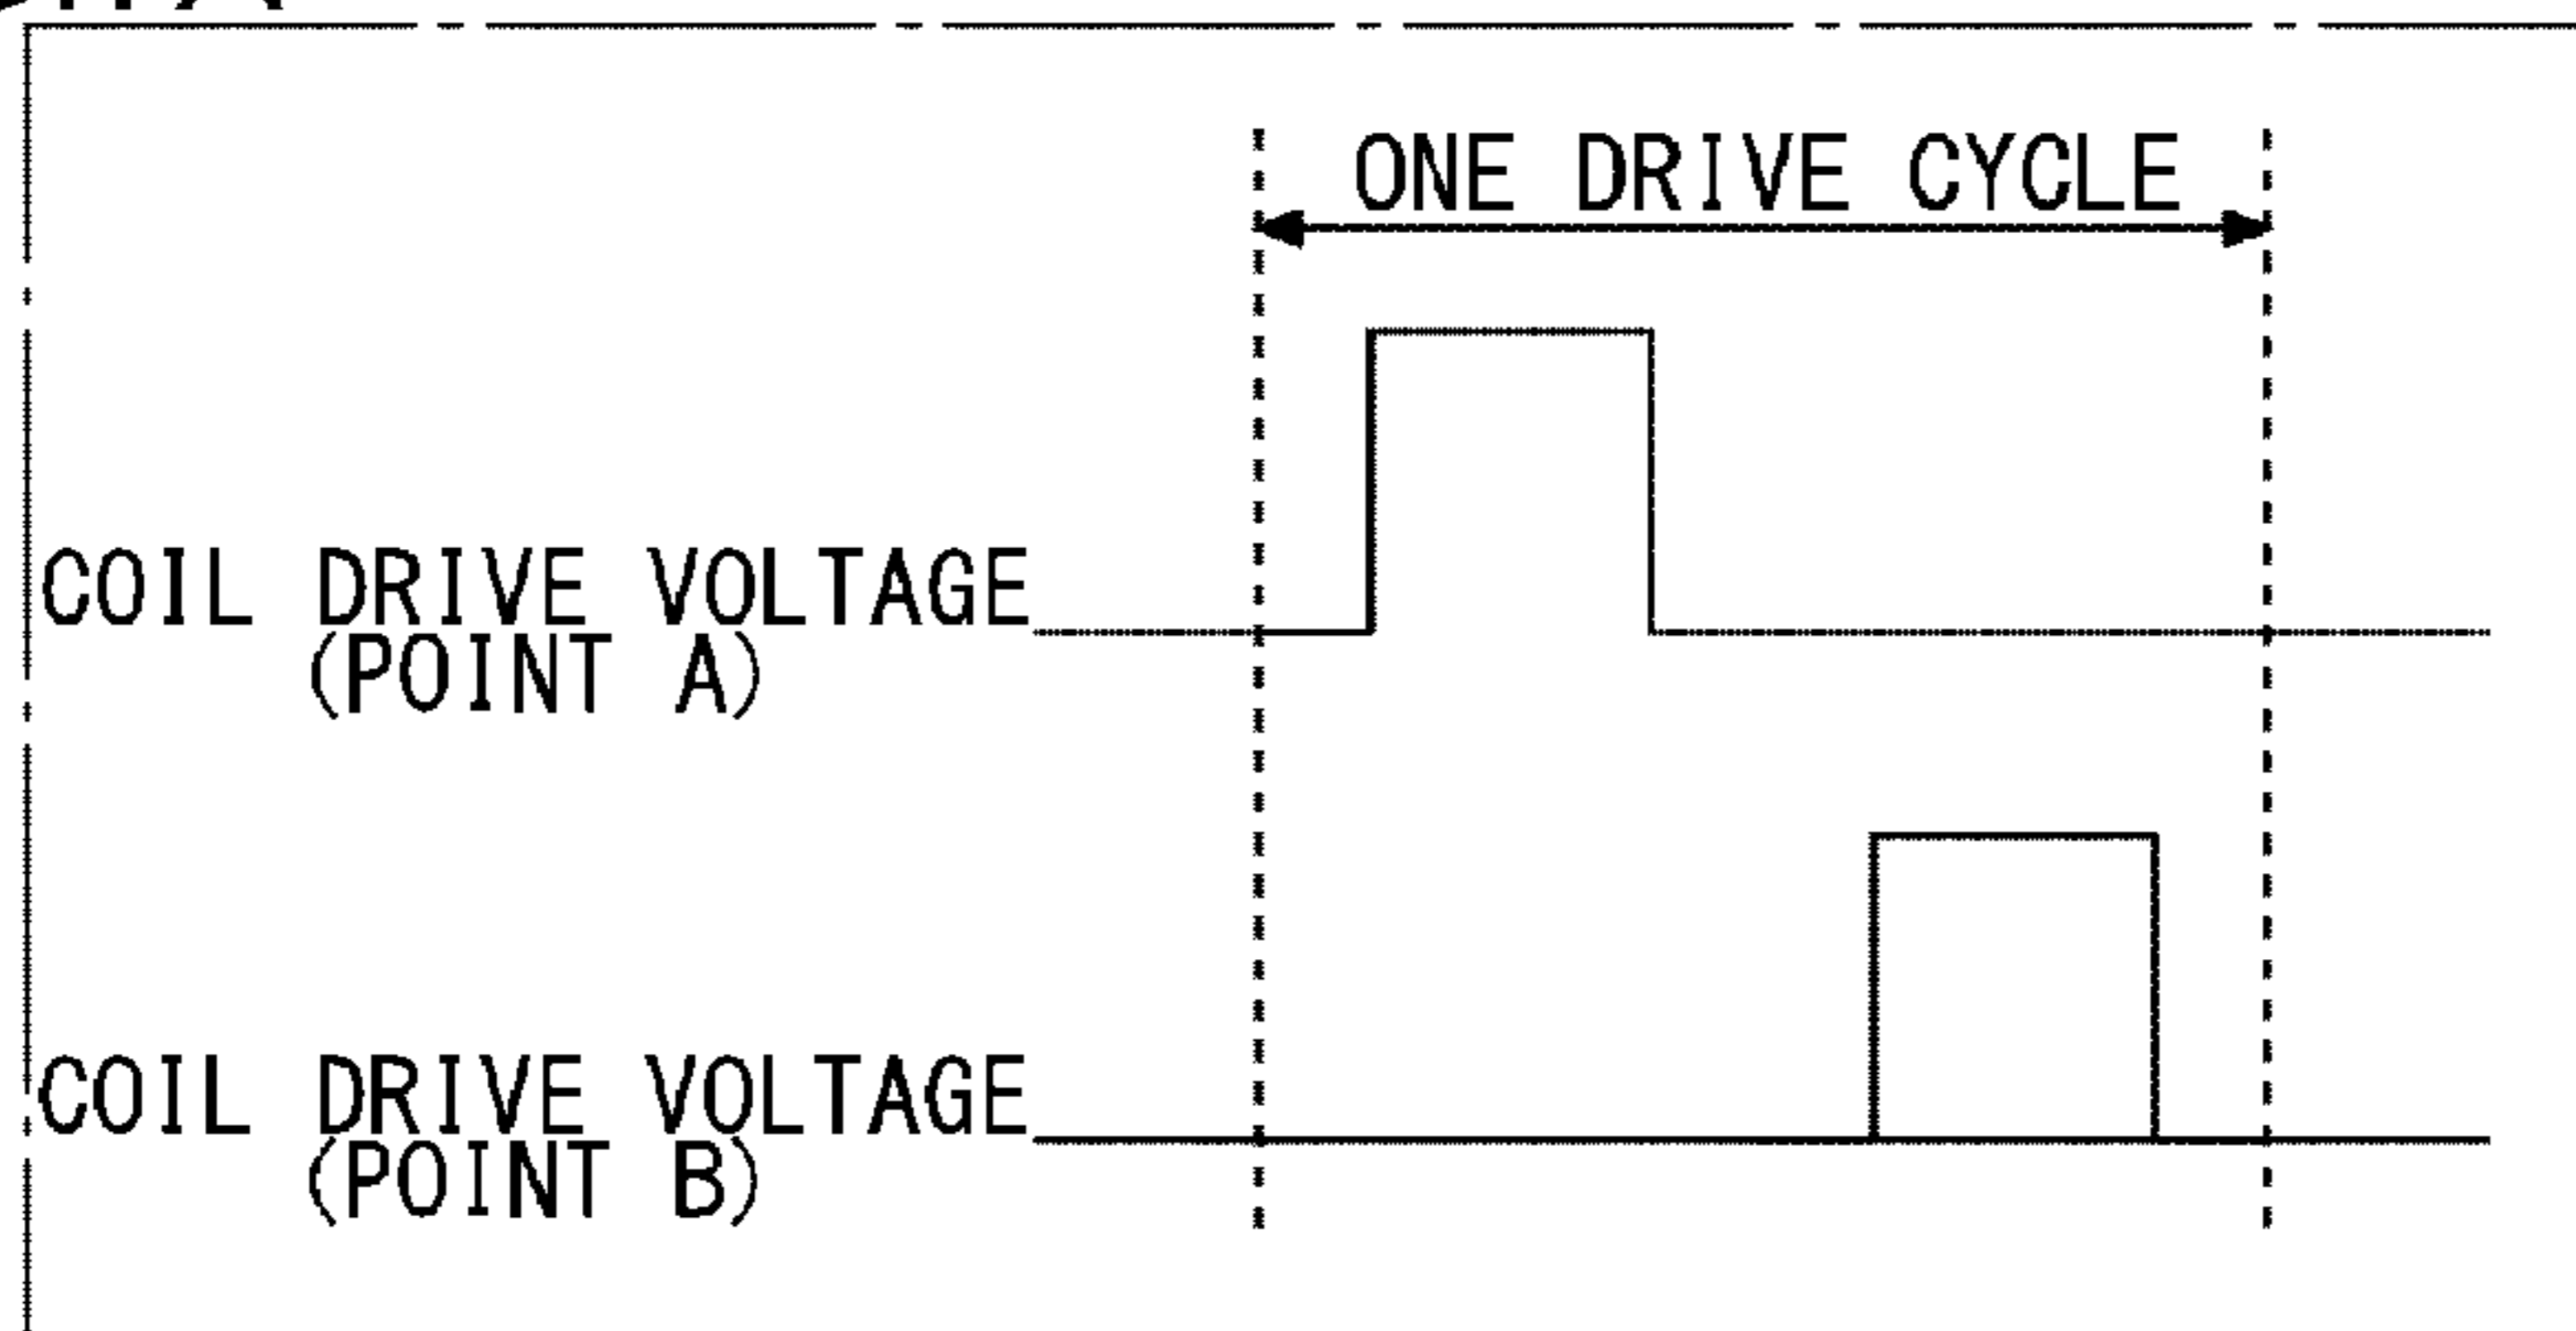 ONE DRIVE CYCLE
COIL DRIVE VOLTAGE
(POINT A)
COIL DRIVE VOLTAGE
(POINT B)